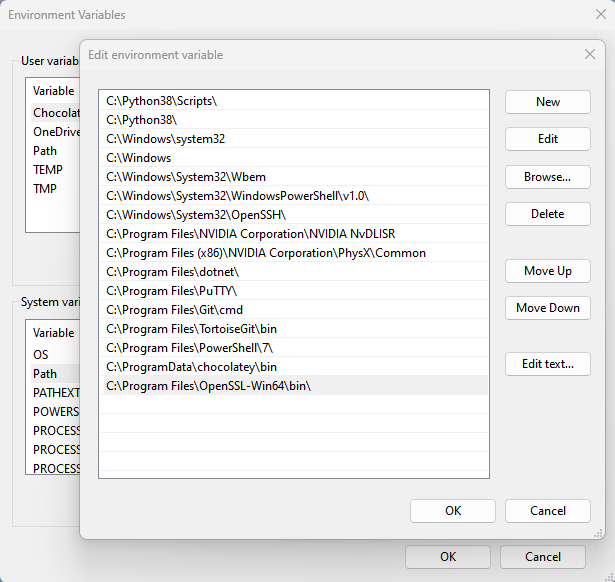 Environment Variables
Edit environment variable
User variab
Variable
Chocolate
OneDrive
Path
TEMP
TMP
C:\Python38\Scripts\
C:\Python38\
C:\Windows\system32
C:\Windows
C:\Windows\System32\Wbem
C:\Windows\System32\WindowsPowerShell\v1.0\
C:\Windows\System32\OpenSSH\
C:\Program Files\NVIDIA Corporation\NVIDIA NvDLISR
C:\Program Files (x86)\NVIDIA Corporation\PhysX\Common
C:\Program Files\dotnet\
C:\Program Files\PuTTY\
C:\Program Files\Git\cmd
C:\Program Files\TortoiseGit\bin
C:\Program Files\PowerShell\7\
C:\ProgramData\chocolatey\bin
C:\Program Files\OpenSSL-Win64\bin\
New
Edit
Browse...
Delete
Move Up
Move Down
Edit text...
System vari
Variable
OS
Path
PATHEXT
POWERS
PROCESS
PROCESS
PROCESS
OK
Cancel
OK
Cancel